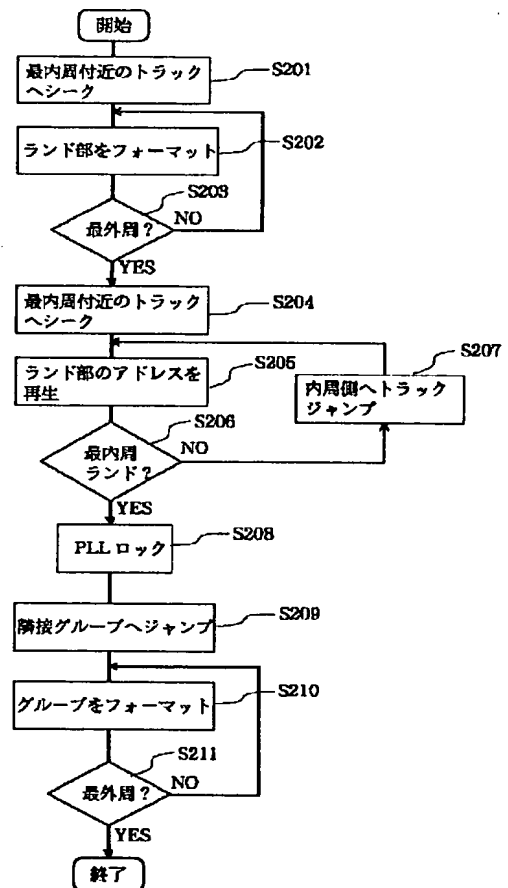 開始
最内周付近のトラック
へシーク
S201
ランド部をフォーマット
S202
S203
最外周?
NO
YES
最内周付近のトラック
へシーク
S204
ランド部のアドレスを
再生
S205
S207
内周側へトラック
ジャンプ
S206
最内周
ランド?
NO
YES
PLLロック
S208
隣接グルーブへジャンプ
S209
グルーブをフォーマット
S210
S211
最外周?
NO
YES
終了